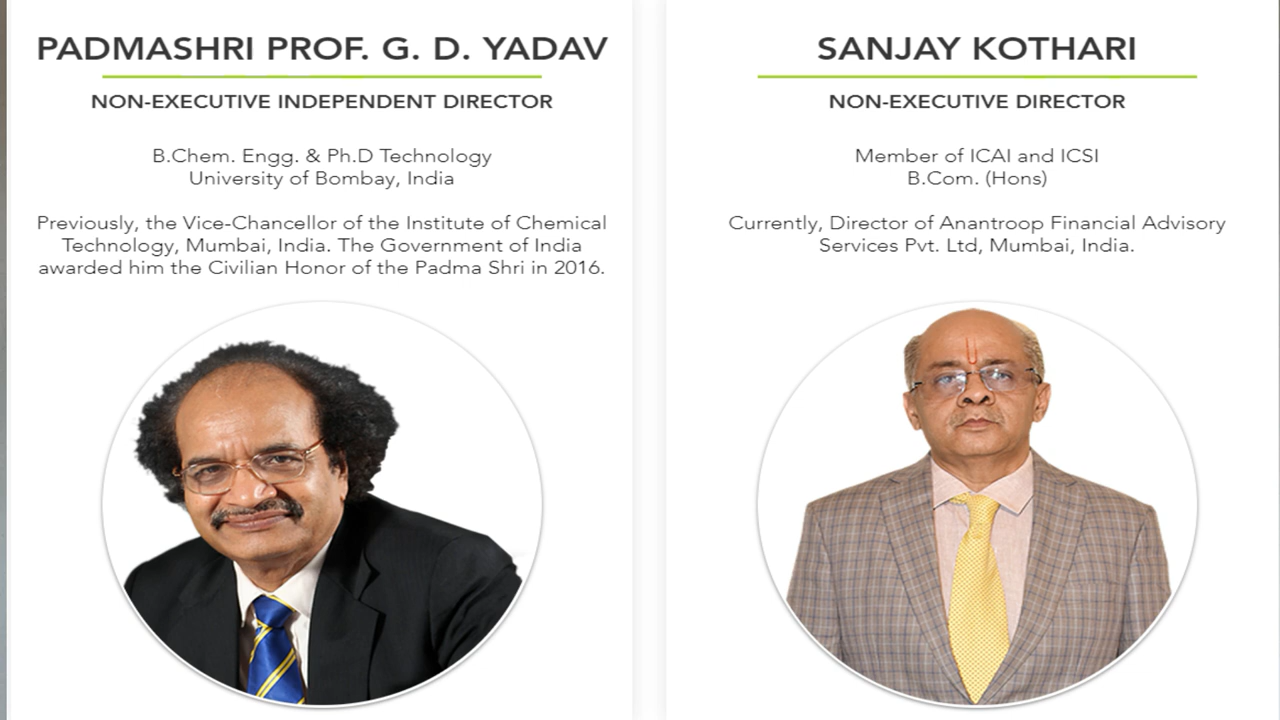 PADMASHRI PROF. G. D. YADAV
NON-EXECUTIVE INDEPENDENT DIRECTOR
B.Chem. Engg. & Ph.D Technology
University of Bombay, India
Previously, the Vice-Chancellor of the Institute of Chemical
Technology, Mumbai, India. The Government of India
awarded him the Civilian Honor of the Padma Shri in 2016.
SANJAY KOTHARI
NON-EXECUTIVE DIRECTOR
Member of ICAI and ICSI
B.Com. (Hons)
Currently, Director of Anantroop Financial Advisory
Services Pvt. Ltd, Mumbai, India.